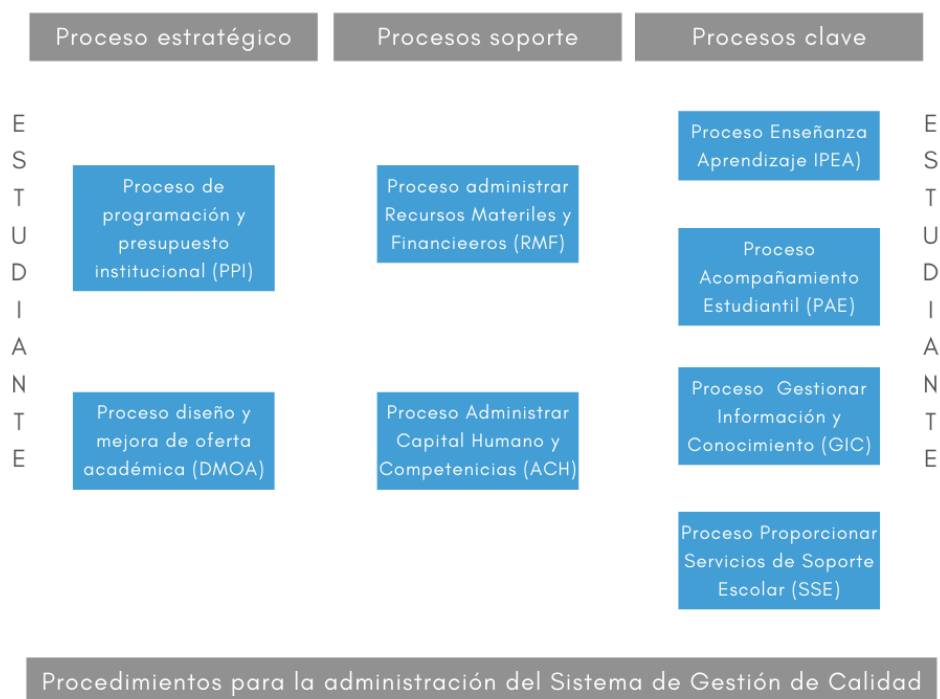 Proceso estratégico
Procesos soporte
Procesos clave
ESTUDIANTE
Proceso de
programación y
presupuesto
institucional (PPI)
Proceso diseño y
mejora de oferta
académica (DMOA)
Proceso administrar
Recursos Materiles y
Financieeros (RMF)
Proceso Administrar
Capital Humano y
Competenicias (ACH)
Proceso Enseñanza
Aprendizaje IPEA)
Proceso
Acompañamiento
Estudiantil (PAE)
Proceso Gestionar
Información y
Conocimiento (GIC)
Proceso Proporcionar
Servicios de Soporte
Escolar (SSE)
ESTUDIANTE
Procedimientos para la administración del Sistema de Gestión de Calidad